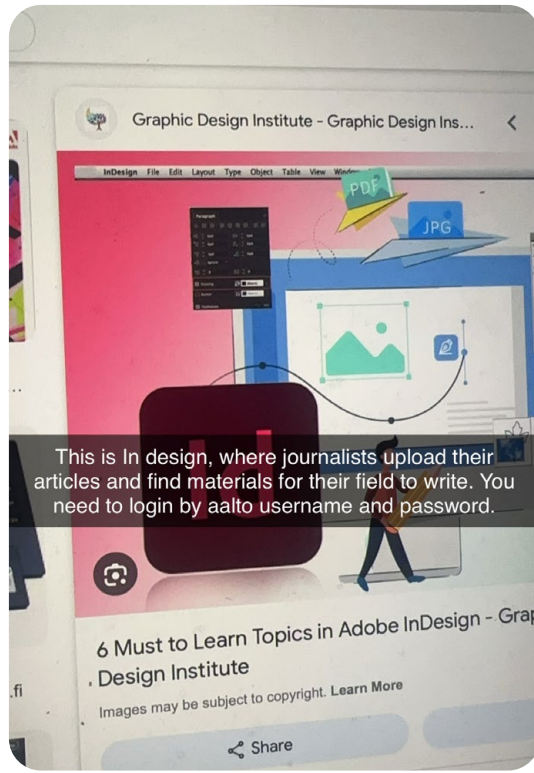 Graphic Design Institute - Graphic Design Ins...
InDesign File Edit Layout Type Object Table View Window
PDF
JPG
Paragraph
Id
This is In design, where journalists upload their
articles and find materials for their field to write. You
need to login by aalto username and password.
6 Must to Learn Topics in Adobe InDesign - Grap
Design Institute
.fi
Images may be subject to copyright. Learn More
Share